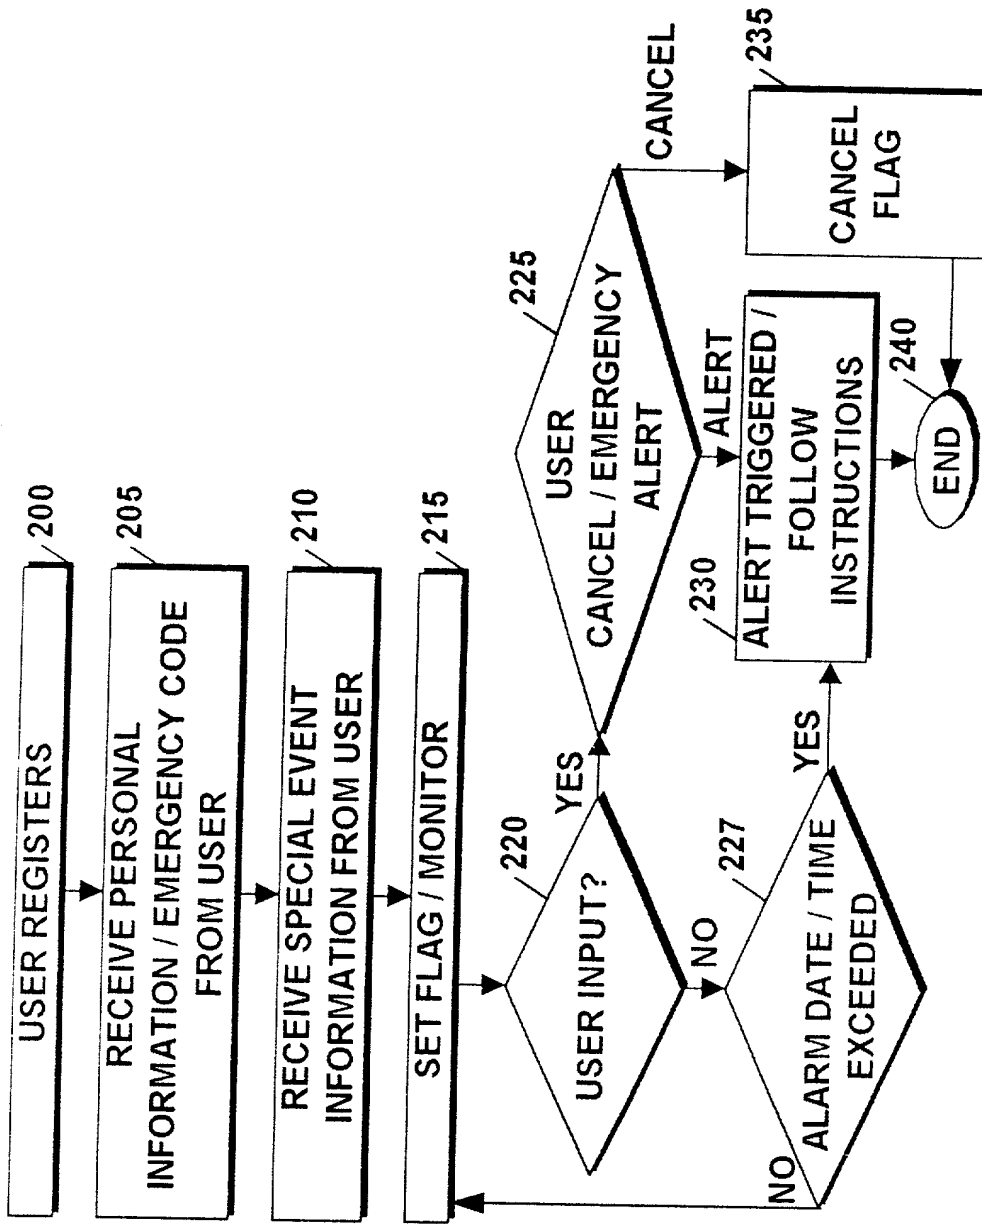 USER REGISTERS
200
RECEIVE PERSONAL
INFORMATION / EMERGENCY CODE
FROM USER
205
RECEIVE SPECIAL EVENT
INFORMATION FROM USER
210
SET FLAG / MONITOR
215
USER INPUT?
220
YES
NO
USER
CANCEL / EMERGENCY
ALERT
225
CANCEL
ALERT
ALARM DATE / TIME
EXCEEDED
227
YES
NO
230
ALERT TRIGGERED /
FOLLOW
INSTRUCTIONS
CANCEL
FLAG
235
END
240